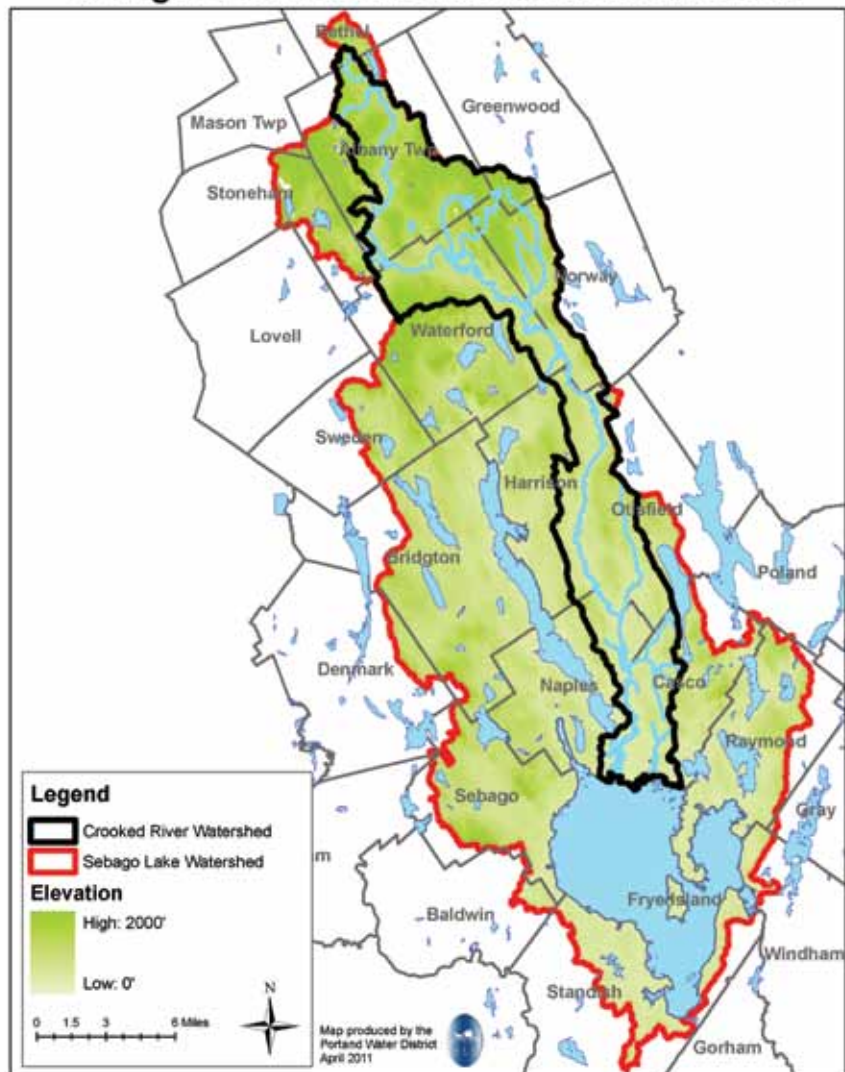 Bethel
Greenwood
Mason Twp
Albany Twp
Stoneham
Norway
Waterford
Lovell
Sweden
Harrison
Otisfield
Bridgton
Poland
Denmark
Naples
Casco
Raymond
Sebago
Gray
Legend
Crooked River Watershed
Sebago Lake Watershed
Elevation
High: 2000'
Low: 0'
0 1.5 3 6 Miles
N
Map produced by the
Portand Water District
April 2011
Baldwin
Frye Island
Windham
Standish
Gorham